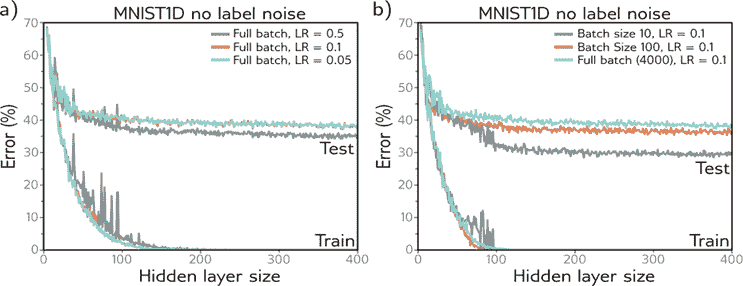 a)
MNIST1D no label noise
Full batch, LR = 0.5
Full batch, LR = 0.1
Full batch, LR = 0.05
70
60
50
40
30
20
10
0
Error (%)
Test
Train
0 100 200 300 400
Hidden layer size
b)
MNIST1D no label noise
Batch size 10, LR = 0.1
Batch Size 100, LR = 0.1
Full batch (4000), LR = 0.1
70
60
50
40
30
20
10
0
Error (%)
Test
Train
0 100 200 300 400
Hidden layer size